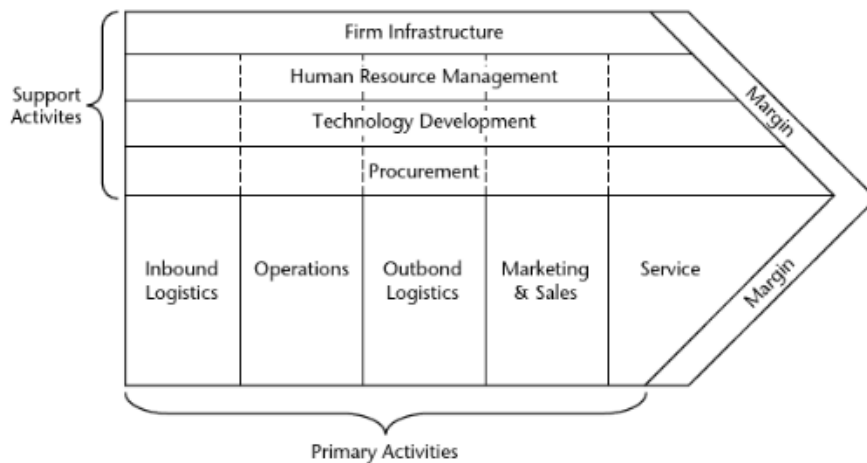 Firm Infrastructure
Human Resource Management
Support
Activites
Technology Development
Procurement
Margin
Inbound
Logistics
Operations
Outbond
Logistics
Marketing
& Sales
Service
Margin
Primary Activities